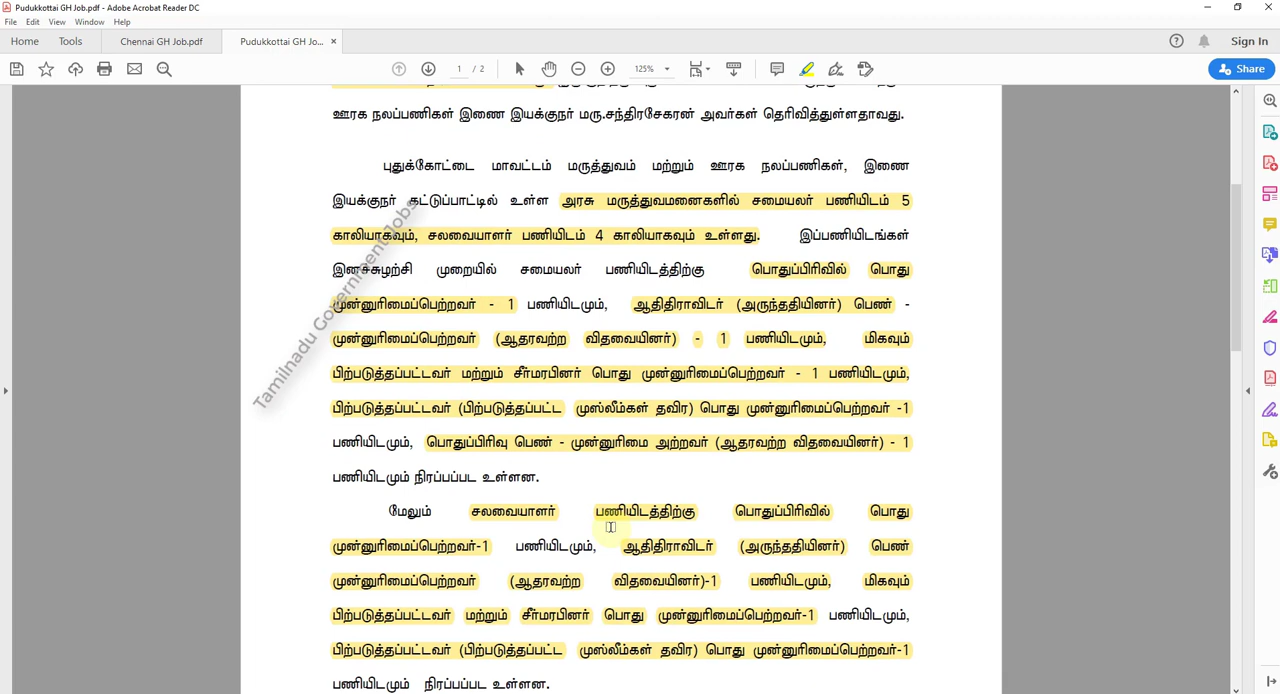 Pudukkottai GH Job.pdf - Adobe Acrobat Reader DC
File Edit View Window Help
Home Tools Chennai GH Job.pdf Pudukkottai GH Jo... ×
Sign In
1 / 2 125% Share
ஊரக நலப்பணிகள் இணை இயக்குநர் மரு.சந்திரசேகரன் அவர்கள் தெரிவித்துள்ளதாவது.
புதுக்கோட்டை மாவட்டம் மருத்துவம் மற்றும் ஊரக நலப்பணிகள், இணை
இயக்குநர் கட்டுப்பாட்டில் உள்ள அரசு மருத்துவமனைகளில் சமையலர் பணியிடம் 5
காலியாகவும், சலவையாளர் பணியிடம் 4 காலியாகவும் உள்ளது. இப்பணியிடங்கள்
இனச்சுழற்சி முறையில் சமையலர் பணியிடத்திற்கு பொதுப்பிரிவில் பொது
முன்னுரிமைப்பெற்றவர் - 1 பணியிடமும், ஆதிதிராவிடர் (அருந்ததியினர்) பெண் -
முன்னுரிமைப்பெற்றவர் (ஆதரவற்ற விதவையினர்) - 1 பணியிடமும், மிகவும்
பிற்படுத்தப்பட்டவர் மற்றும் சீர்மரபினர் பொது முன்னுரிமைப்பெற்றவர் - 1 பணியிடமும்,
பிற்படுத்தப்பட்டவர் (பிற்படுத்தப்பட்ட முஸ்லீம்கள் தவிர) பொது முன்னுரிமைப்பெற்றவர் -1
பணியிடமும், பொதுப்பிரிவு பெண் - முன்னுரிமை அற்றவர் (ஆதரவற்ற விதவையினர்) - 1
பணியிடமும் நிரப்பப்பட உள்ளன.
மேலும் சலவையாளர் பணியிடத்திற்கு பொதுப்பிரிவில் பொது
முன்னுரிமைப்பெற்றவர்-1 பணியிடமும், ஆதிதிராவிடர் (அருந்ததியினர்) பெண்
முன்னுரிமைப்பெற்றவர் (ஆதரவற்ற விதவையினர்)-1 பணியிடமும், மிகவும்
பிற்படுத்தப்பட்டவர் மற்றும் சீர்மரபினர் பொது முன்னுரிமைப்பெற்றவர்-1 பணியிடமும்,
பிற்படுத்தப்பட்டவர் (பிற்படுத்தப்பட்ட முஸ்லீம்கள் தவிர) பொது முன்னுரிமைப்பெற்றவர்-1
பணியிடமும் நிரப்பப்பட உள்ளன.
Tamilnadu Government Jobs